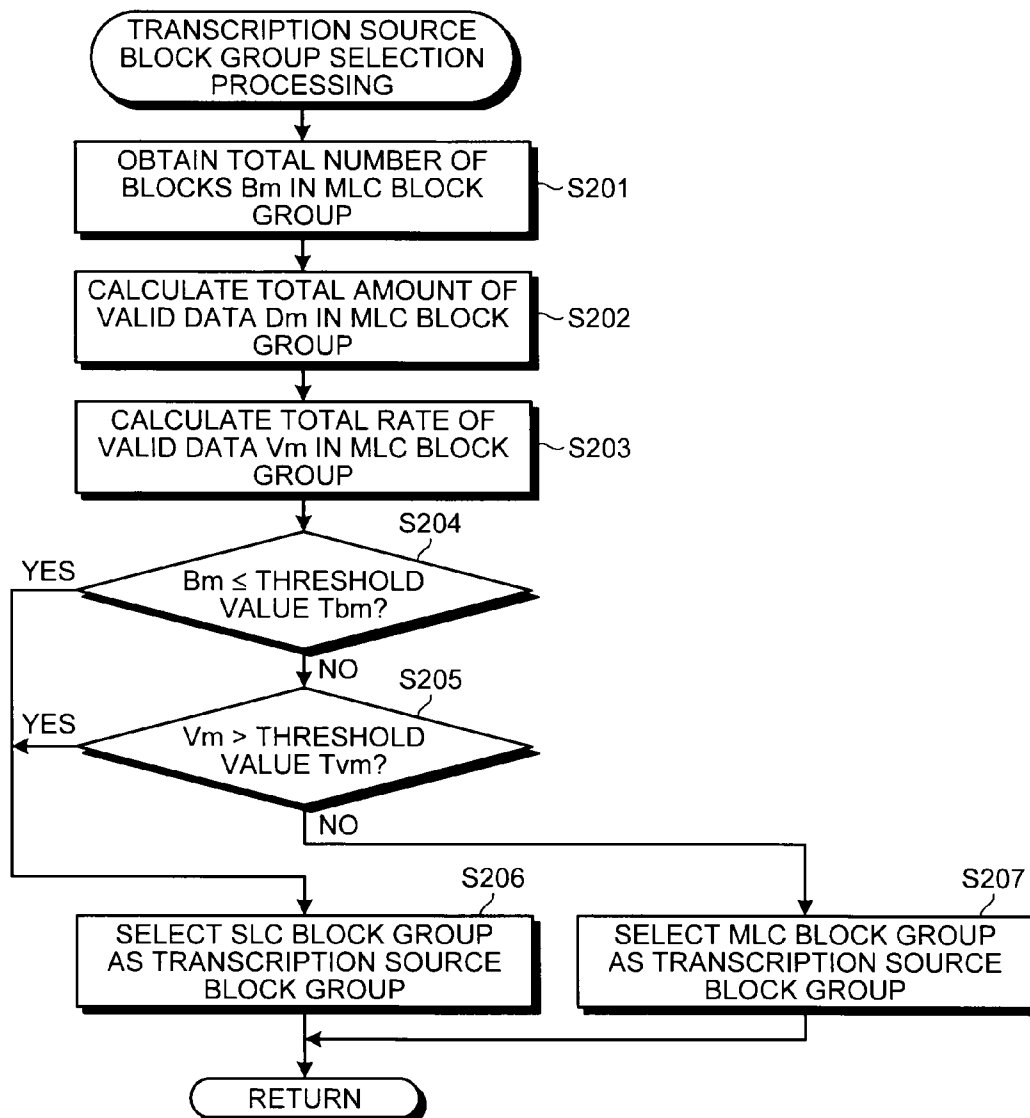 TRANSCRIPTION SOURCE
BLOCK GROUP SELECTION
PROCESSING
OBTAIN TOTAL NUMBER OF
BLOCKS Bm IN MLC BLOCK
GROUP
S201
CALCULATE TOTAL AMOUNT OF
VALID DATA Dm IN MLC BLOCK
GROUP
S202
CALCULATE TOTAL RATE OF
VALID DATA Vm IN MLC BLOCK
GROUP
S203
S204
YES
Bm ≤ THRESHOLD
VALUE Tbm?
NO
S205
YES
Vm > THRESHOLD
VALUE Tvm?
NO
S206
SELECT SLC BLOCK GROUP
AS TRANSCRIPTION SOURCE
BLOCK GROUP
S207
SELECT MLC BLOCK GROUP
AS TRANSCRIPTION SOURCE
BLOCK GROUP
RETURN